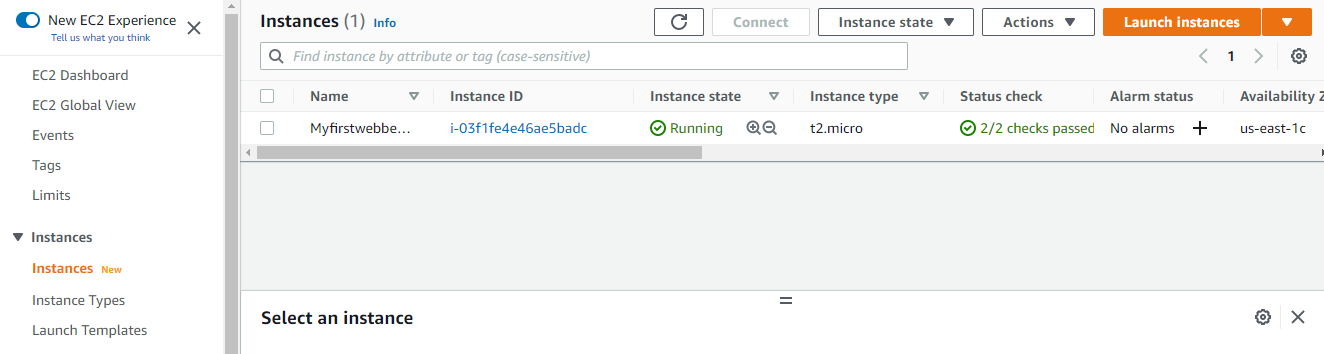 New EC2 Experience
Tell us what you think
EC2 Dashboard
EC2 Global View
Events
Tags
Limits
Instances
Instances New
Instance Types
Launch Templates
Instances (1) Info
Connect
Instance state
Actions
Launch instances
Find instance by attribute or tag (case-sensitive)
1
Name Instance ID Instance state Instance type Status check Alarm status Availability Z
Myfirstwebbe... i-03f1fe4e46ae5badc Running t2.micro 2/2 checks passed No alarms us-east-1c
Select an instance